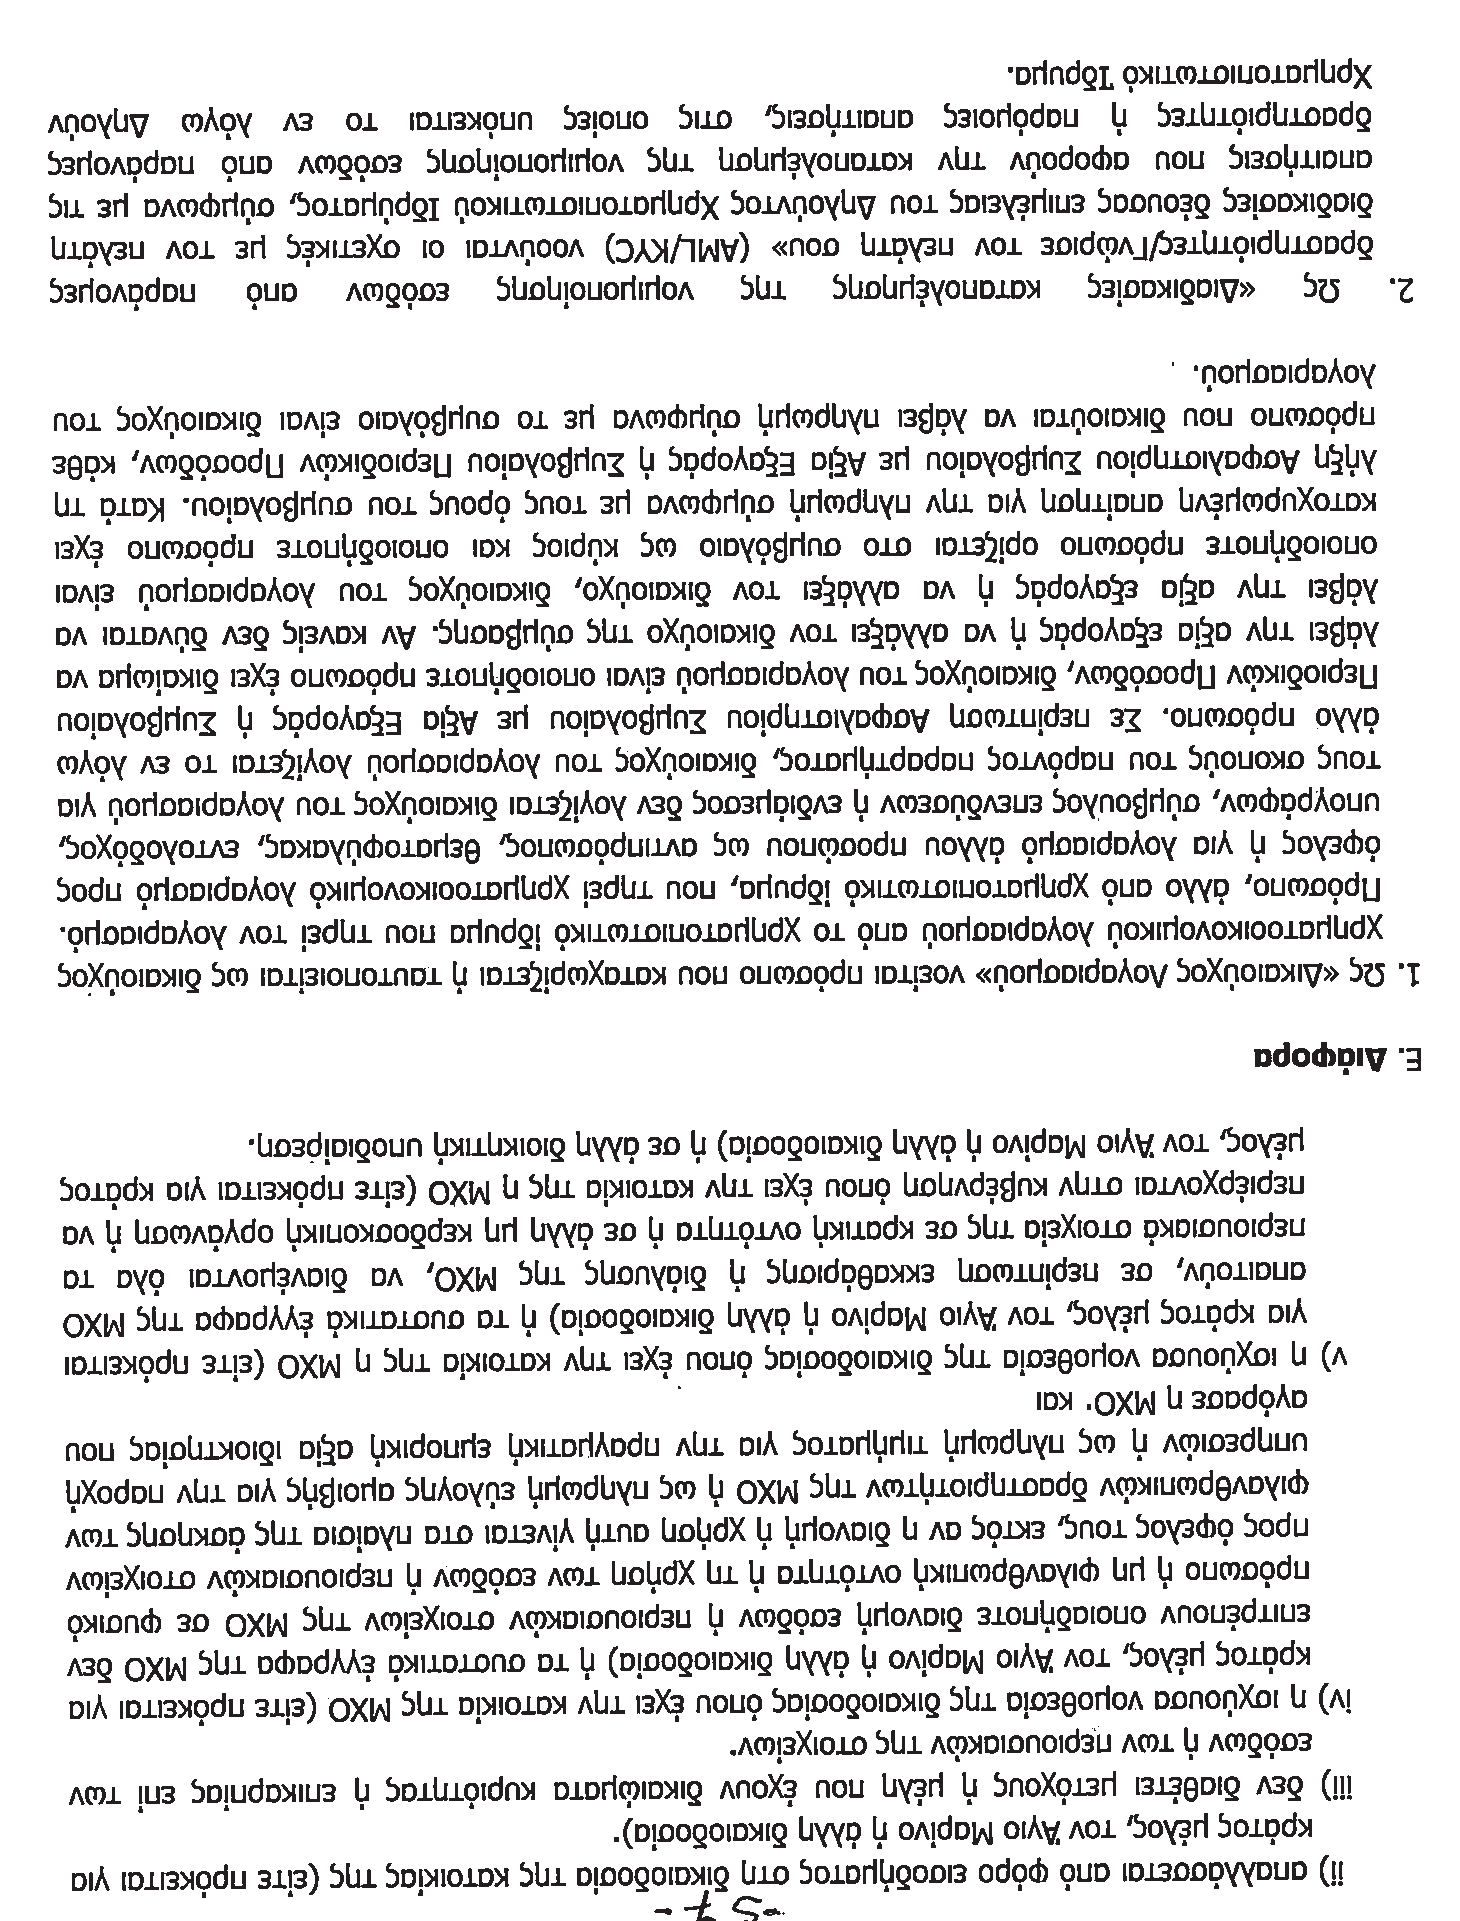 -57-
ii) απαλλάσσεται από φόρο εισοδήματος στη δικαιοδοσία της κατοικίας της (είτε πρόκειται για
κράτος μέλος, τον Άγιο Μαρίνο ή άλλη δικαιοδοσία).
iii) δεν διαθέτει μετόχους ή μέλη που έχουν δικαιώματα κυριότητας ή επικαρπίας επί των
εσόδων ή των περιουσιακών της στοιχείων.
iv) η ισχύουσα νομοθεσία της δικαιοδοσίας όπου έχει την κατοικία της η ΜΧΟ (είτε πρόκειται για
κράτος μέλος, τον Άγιο Μαρίνο ή άλλη δικαιοδοσία) ή τα συστατικά έγγραφα της ΜΧΟ δεν
επιτρέπουν οποιαδήποτε διανομή εσόδων ή περιουσιακών στοιχείων της ΜΧΟ σε φυσικό
πρόσωπο ή μη φιλανθρωπική οντότητα ή τη χρήση των εσόδων ή περιουσιακών στοιχείων
προς όφελος τους, εκτός αν η διανομή ή χρήση αυτή γίνεται στα πλαίσια της άσκησης των
φιλανθρωπικών δραστηριοτήτων της ΜΧΟ ή ως πληρωμή εύλογης αμοιβής για την παροχή
υπηρεσιών ή ως πληρωμή τιμήματος για την πραγματική εμπορική αξία ιδιοκτησίας που
αγόρασε η ΜΧΟ· και
v) η ισχύουσα νομοθεσία της δικαιοδοσίας όπου έχει την κατοικία της η ΜΧΟ (είτε πρόκειται
για κράτος μέλος, τον Άγιο Μαρίνο ή άλλη δικαιοδοσία) ή τα συστατικά έγγραφα της ΜΧΟ
απαιτούν, σε περίπτωση εκκαθάρισης ή διάλυσης της ΜΧΟ, να διανέμονται όλα τα
περιουσιακά στοιχεία της σε κρατική οντότητα ή σε άλλη μη κερδοσκοπική οργάνωση ή να
περιέρχονται στην κυβέρνηση όπου έχει την κατοικία της η ΜΧΟ (είτε πρόκειται για κράτος
μέλος, τον Άγιο Μαρίνο ή άλλη δικαιοδοσία) ή σε άλλη διοικητική υποδιαίρεση.
Ε. Διάφορα
1. Ως «Δικαιούχος Λογαριασμού» νοείται πρόσωπο που καταχωρίζεται ή ταυτοποιείται ως δικαιούχος
Χρηματοοικονομικού λογαριασμού από το Χρηματοπιστωτικό ίδρυμα που τηρεί τον λογαριασμό.
Πρόσωπο, άλλο από Χρηματοπιστωτικό ίδρυμα, που τηρεί Χρηματοοικονομικό λογαριασμό προς
όφελος ή για λογαριασμό άλλου προσώπου ως αντιπρόσωπος, θεματοφύλακας, εντολοδόχος,
υπογράφων, σύμβουλος επενδύσεων ή ενδιάμεσος δεν λογίζεται δικαιούχος του λογαριασμού για
τους σκοπούς του παρόντος παραρτήματος, δικαιούχος του λογαριασμού λογίζεται το εν λόγω
άλλο πρόσωπο. Σε περίπτωση Ασφαλιστηρίου Συμβολαίου με Αξία Εξαγοράς ή Συμβολαίου
Περιοδικών Προσόδων, δικαιούχος του λογαριασμού είναι οποιοδήποτε πρόσωπο έχει δικαίωμα να
λάβει την αξία εξαγοράς ή να αλλάξει τον δικαιούχο της σύμβασης. Αν κανείς δεν δύναται να
λάβει την αξία εξαγοράς ή να αλλάξει τον δικαιούχο, δικαιούχος του λογαριασμού είναι
οποιοδήποτε πρόσωπο ορίζεται στο συμβόλαιο ως κύριος και οποιοδήποτε πρόσωπο έχει
κατοχυρωμένη απαίτηση για την πληρωμή σύμφωνα με τους όρους του συμβολαίου. Κατά τη
λήξη Ασφαλιστηρίου Συμβολαίου με Αξία Εξαγοράς ή Συμβολαίου Περιοδικών Προσόδων, κάθε
πρόσωπο που δικαιούται να λάβει πληρωμή σύμφωνα με το συμβόλαιο είναι δικαιούχος του
λογαριασμού.
2. Ως «Διαδικασίες καταπολέμησης της νομιμοποίησης εσόδων από παράνομες
δραστηριότητες/Γνώρισε τον πελάτη σου» (AML/KYC) νοούνται οι σχετικές με τον πελάτη
διαδικασίες δέουσας επιμέλειας του Δηλούντος Χρηματοπιστωτικού Ιδρύματος, σύμφωνα με τις
απαιτήσεις που αφορούν την καταπολέμηση της νομιμοποίησης εσόδων από παράνομες
δραστηριότητες ή παρόμοιες απαιτήσεις, στις οποίες υπόκειται το εν λόγω Δηλούν
Χρηματοπιστωτικό Ίδρυμα.